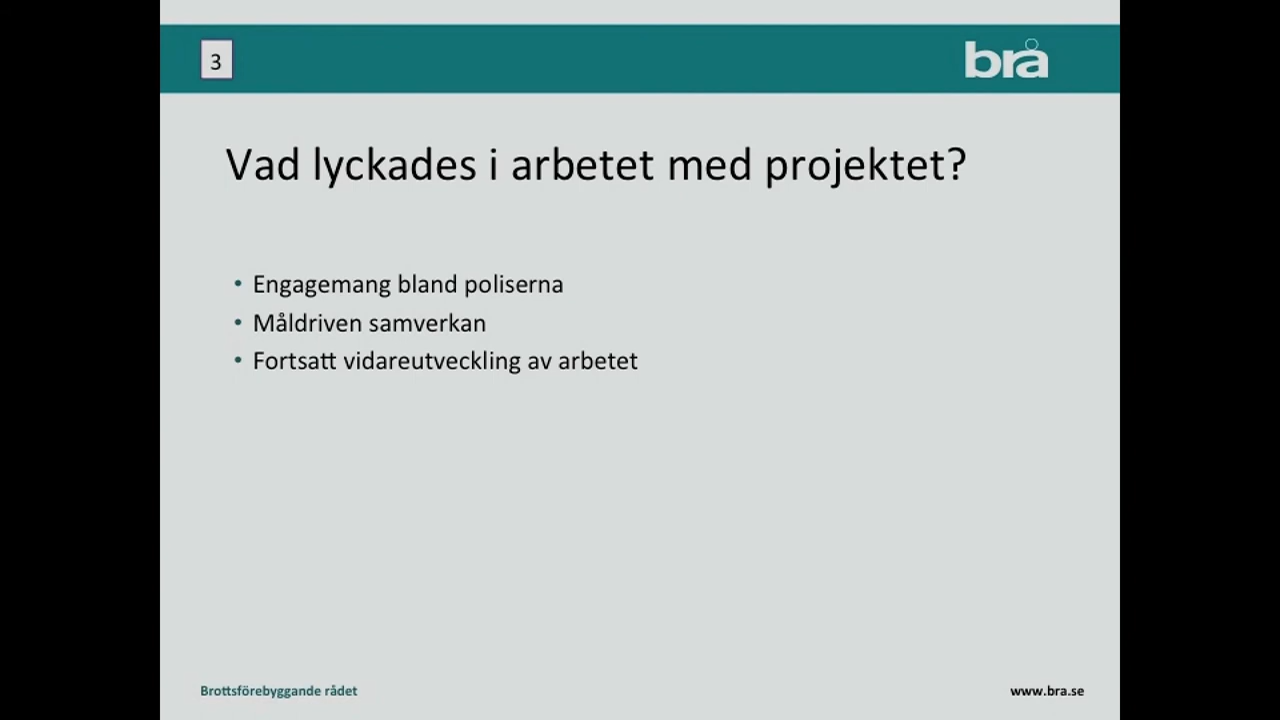 3
brå
Vad lyckades i arbetet med projektet?
• Engagemang bland poliserna
• Måldriven samverkan
• Fortsatt vidareutveckling av arbetet
Brottsförebyggande rådet
www.bra.se